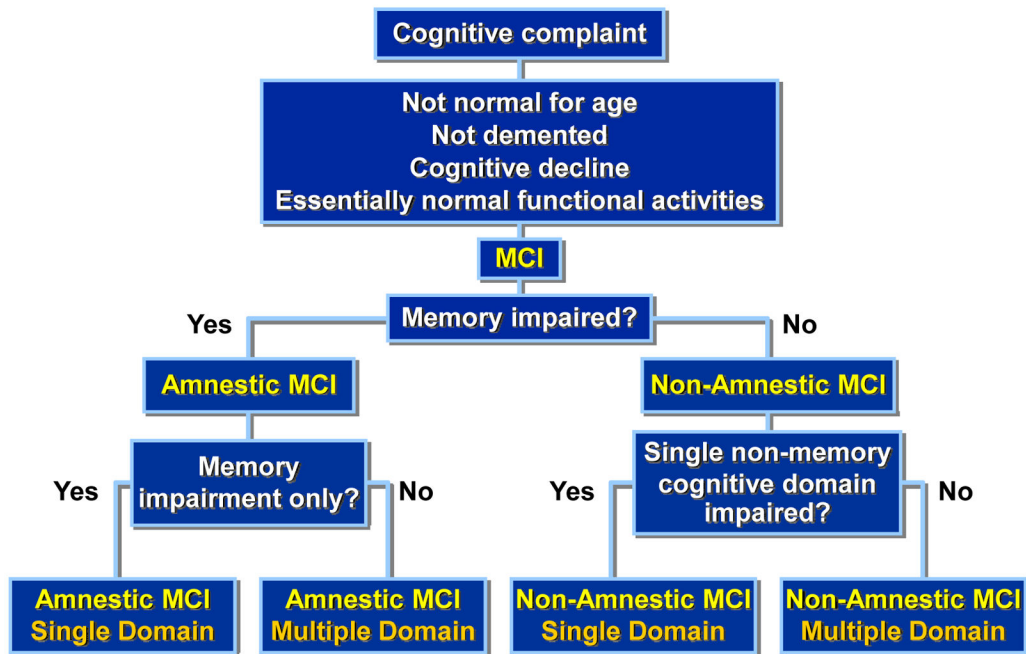 Cognitive complaint
Not normal for age
Not demented
Cognitive decline
Essentially normal functional activities
MCI
Memory impaired?
Yes
No
Amnestic MCI
Non-Amnestic MCI
Memory
impairment only?
Yes
No
Single non-memory
cognitive domain
impaired?
Yes
No
Amnestic MCI
Single Domain
Amnestic MCI
Multiple Domain
Non-Amnestic MCI
Single Domain
Non-Amnestic MCI
Multiple Domain